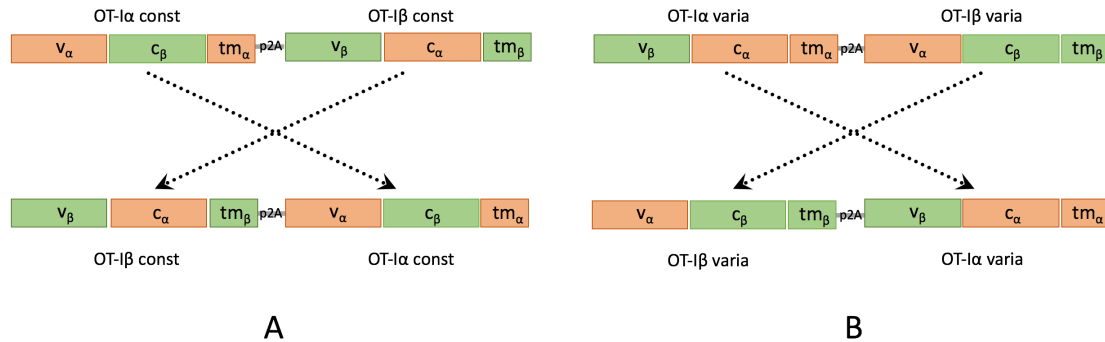 OT-Iα const OT-Iβ const OT-Iα varia OT-Iβ varia
vα cβ tmα p2A vβ cα tmβ vβ cα tmα p2A vα cβ tmβ
vβ cα tmβ p2A vα cβ tmα vα cβ tmβ p2A vβ cα tmα
OT-Iβ const OT-Iα const OT-Iβ varia OT-Iα varia
A B